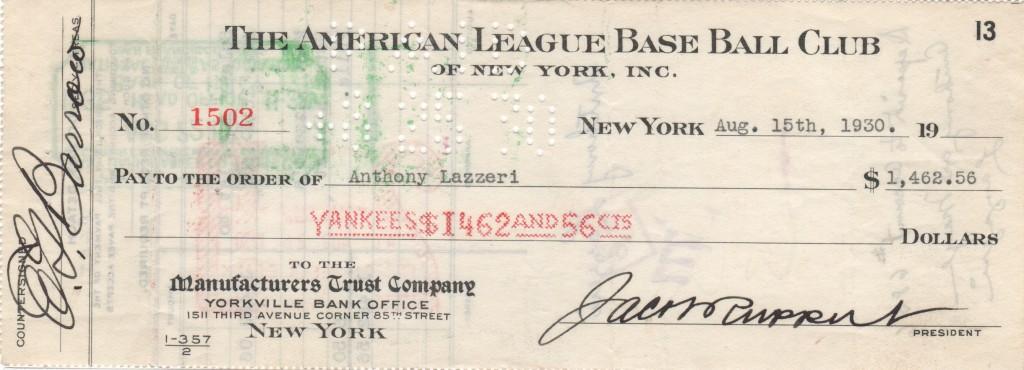 13
THE AMERICAN LEAGUE BASE BALL CLUB
OF NEW YORK, INC.
No. 1502 NEW YORK Aug. 15th, 1930. 19
PAY TO THE ORDER OF Anthony Lazzeri $1,462.56
YANKEES $1462 AND 56 CTS
DOLLARS
TO THE
Manufacturers Trust Company
YORKVILLE BANK OFFICE
1511 THIRD AVENUE CORNER 85TH STREET
NEW YORK
1-357
2
Jacob Ruppert
PRESIDENT
COUNTERSIGNED
E. G. Barrow
TREAS.